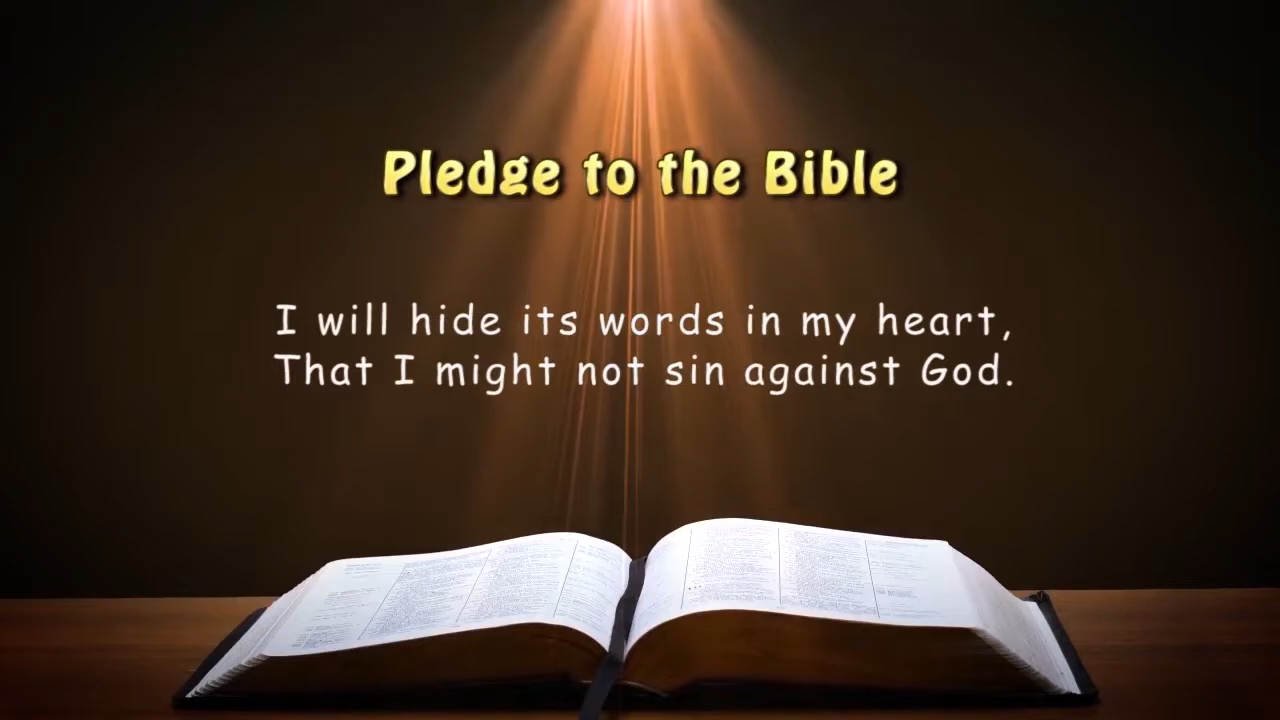 Pledge to the Bible
I will hide its words in my heart,
That I might not sin against God.